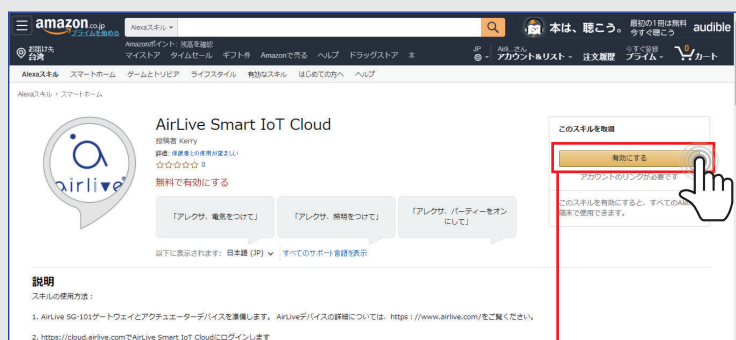 amazon.co.jp
プライムを始める
Alexaスキル
本は、聴こう。
最初の1冊は無料
今すぐ聴こう
audible
お届け先
台湾
Amazonポイント: 残高を確認
マイストア タイムセール ギフト券 Amazonで売る ヘルプ ドラッグストア 本
JP
Airli...さん
アカウント&リスト
注文履歴
今すぐ登録
プライム
0
カート
Alexaスキル スマートホーム ゲームとトリビア ライフスタイル 有効なスキル はじめての方へ ヘルプ
Alexaスキル › スマートホーム
airlive
AirLive Smart IoT Cloud
投稿者 Kerry
評価: 保護者との使用が望ましい
☆☆☆☆☆ 0
無料で有効にする
「アレクサ、電気をつけて」
「アレクサ、照明をつけて」
「アレクサ、パーティーをオンにして」
以下に表示されます: 日本語 (JP) すべてのサポート言語を表示
このスキルを取得
有効にする
アカウントのリンクが必要です
このスキルを有効にすると、すべてのAlexa
端末で使用できます。
説明
スキルの使用方法：
1. AirLive SG-101ゲートウェイとアクチュエーターデバイスを準備します。 AirLiveデバイスの詳細については、https：//www.airlive.com/をご覧ください。
2. https://cloud.airlive.comでAirLive Smart IoT Cloudにログインします